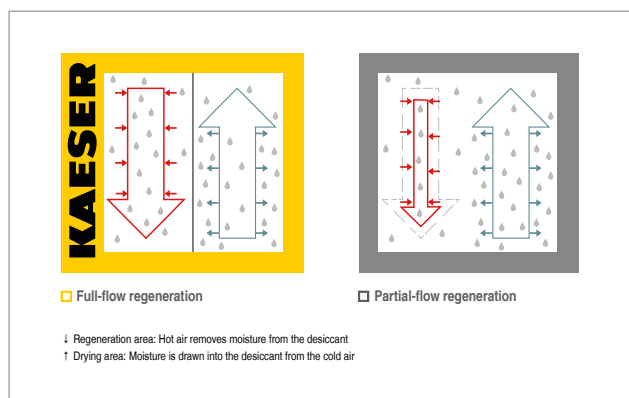 KAESER
Full-flow regeneration
Partial-flow regeneration
↓ Regeneration area: Hot air removes moisture from the desiccant
↑ Drying area: Moisture is drawn into the desiccant from the cold air